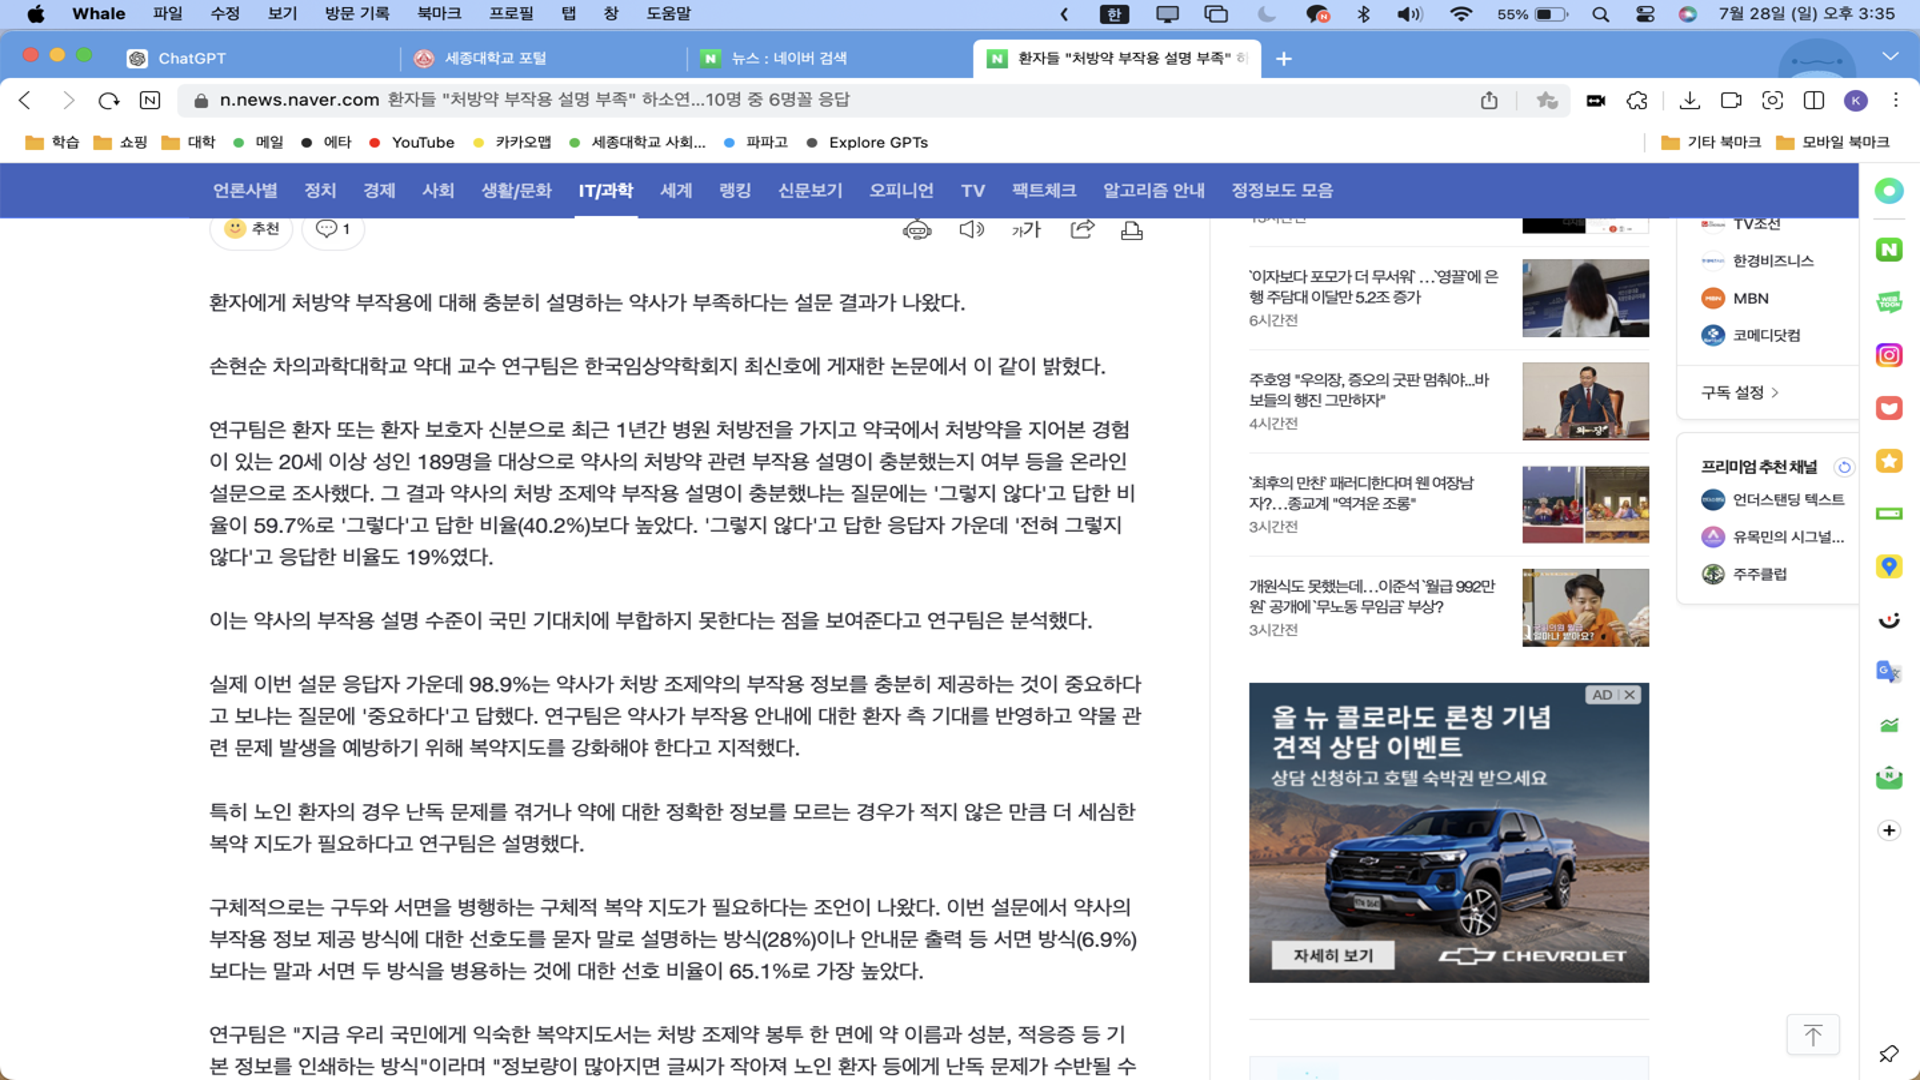 Whale 파일 수정 보기 방문 기록 북마크 프로필 탭 창 도움말 한 55% 7월 28일 (일) 오후 3:35
ChatGPT 세종대학교 포털 뉴스 : 네이버 검색 환자들 "처방약 부작용 설명 부족" 하
n.news.naver.com 환자들 "처방약 부작용 설명 부족" 하소연...10명 중 6명꼴 응답 K
학습 쇼핑 대학 메일 에타 YouTube 카카오맵 세종대학교 사회... 파파고 Explore GPTs 기타 북마크 모바일 북마크
언론사별 정치 경제 사회 생활/문화 IT/과학 세계 랭킹 신문보기 오피니언 TV 팩트체크 알고리즘 안내 정정보도 모음
추천 1 가가
환자에게 처방약 부작용에 대해 충분히 설명하는 약사가 부족하다는 설문 결과가 나왔다.
손현순 차의과학대학교 약대 교수 연구팀은 한국임상약학회지 최신호에 게재한 논문에서 이 같이 밝혔다.
연구팀은 환자 또는 환자 보호자 신분으로 최근 1년간 병원 처방전을 가지고 약국에서 처방약을 지어본 경험
이 있는 20세 이상 성인 189명을 대상으로 약사의 처방약 관련 부작용 설명이 충분했는지 여부 등을 온라인
설문으로 조사했다. 그 결과 약사의 처방 조제약 부작용 설명이 충분했냐는 질문에는 '그렇지 않다'고 답한 비
율이 59.7%로 '그렇다'고 답한 비율(40.2%)보다 높았다. '그렇지 않다'고 답한 응답자 가운데 '전혀 그렇지
않다'고 응답한 비율도 19%였다.
이는 약사의 부작용 설명 수준이 국민 기대치에 부합하지 못한다는 점을 보여준다고 연구팀은 분석했다.
실제 이번 설문 응답자 가운데 98.9%는 약사가 처방 조제약의 부작용 정보를 충분히 제공하는 것이 중요하다
고 보냐는 질문에 '중요하다'고 답했다. 연구팀은 약사가 부작용 안내에 대한 환자 측 기대를 반영하고 약물 관
련 문제 발생을 예방하기 위해 복약지도를 강화해야 한다고 지적했다.
특히 노인 환자의 경우 난독 문제를 겪거나 약에 대한 정확한 정보를 모르는 경우가 적지 않은 만큼 더 세심한
복약 지도가 필요하다고 연구팀은 설명했다.
구체적으로는 구두와 서면을 병행하는 구체적 복약 지도가 필요하다는 조언이 나왔다. 이번 설문에서 약사의
부작용 정보 제공 방식에 대한 선호도를 묻자 말로 설명하는 방식(28%)이나 안내문 출력 등 서면 방식(6.9%)
보다는 말과 서면 두 방식을 병용하는 것에 대한 선호 비율이 65.1%로 가장 높았다.
연구팀은 "지금 우리 국민에게 익숙한 복약지도서는 처방 조제약 봉투 한 면에 약 이름과 성분, 적응증 등 기
본 정보를 인쇄하는 방식"이라며 "정보량이 많아지면 글씨가 작아져 노인 환자 등에게 난독 문제가 수반될 수
`이자보다 포모가 더 무서워`…`영끌'에 은
행 주담대 이달만 5.2조 증가
6시간전
주호영 "우의장, 증오의 굿판 멈춰야...바
보들의 행진 그만하자"
4시간전
`최후의 만찬` 패러디한다며 웬 여장남
자?…종교계 "역겨운 조롱"
3시간전
개원식도 못했는데…이준석 `월급 992만
원` 공개에 `무노동 무임금` 부상?
3시간전
얼마나 받아요?
AD
올 뉴 콜로라도 론칭 기념
견적 상담 이벤트
상담 신청하고 호텔 숙박권 받으세요
자세히 보기 CHEVROLET
TV조선
한경비즈니스
MBN MBN
코메디닷컴
구독 설정
프리미엄 추천 채널
언더스탠딩 텍스트
유목민의 시그널...
주주클럽
WEB
TOON